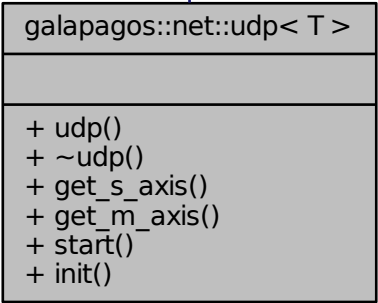 galapagos::net::udp< T >
+ udp()
+ ~udp()
+ get_s_axis()
+ get_m_axis()
+ start()
+ init()